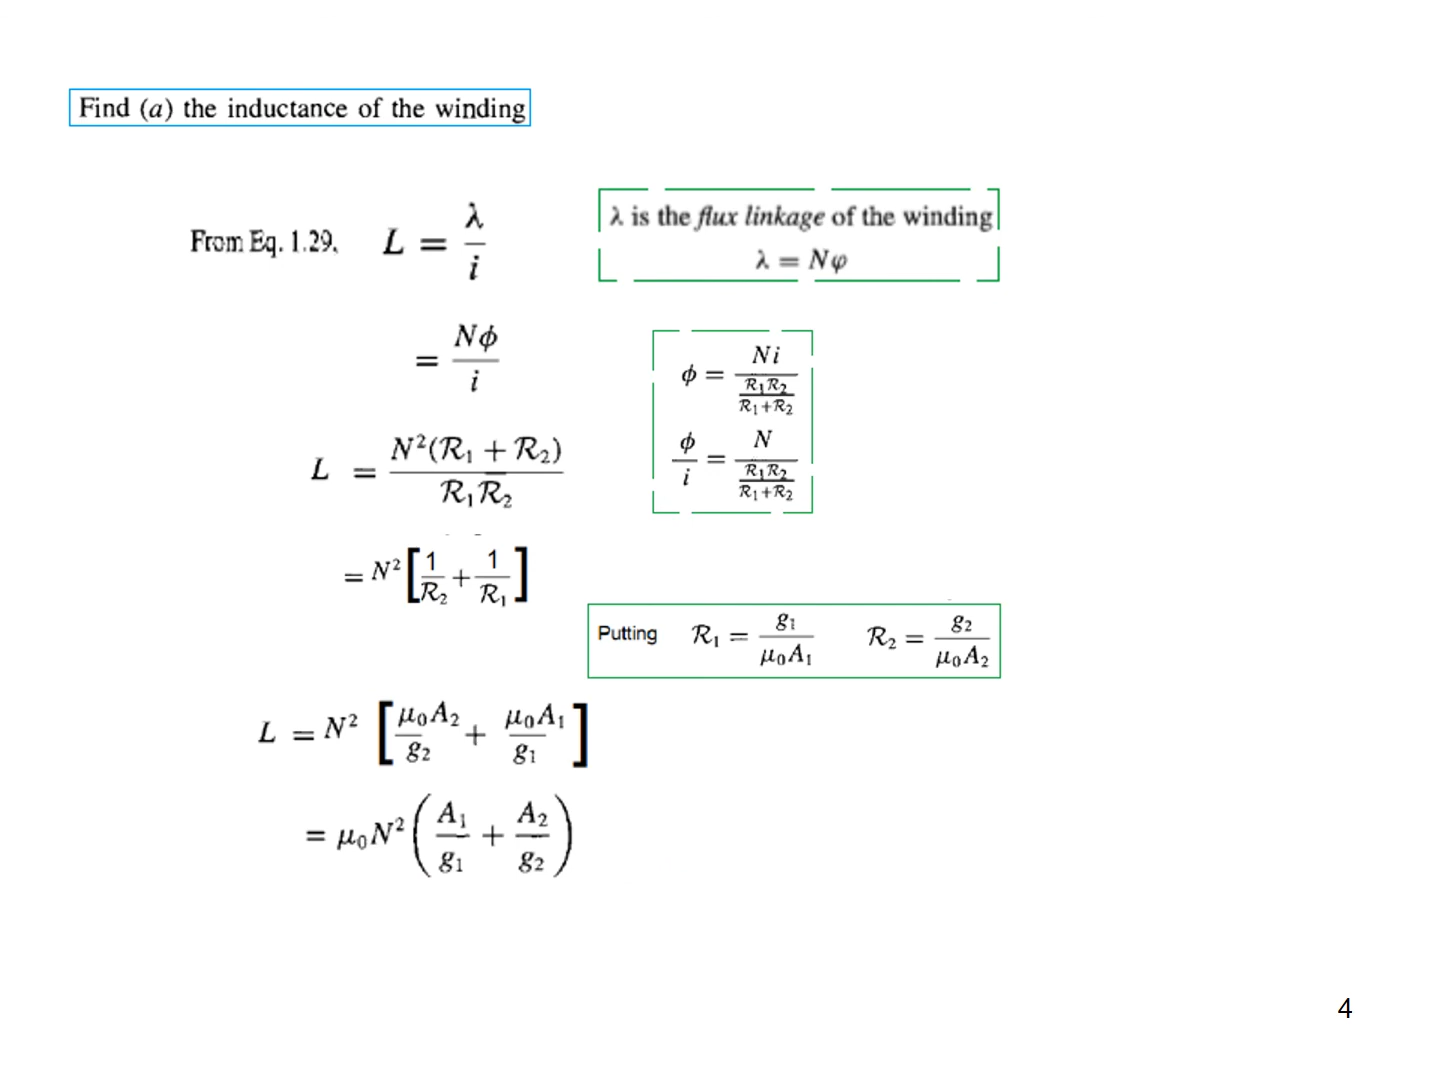 Find (a) the inductance of the winding
From Eq. 1.29, L = λ / i
λ is the flux linkage of the winding
λ = Nφ
= Nϕ / i
ϕ = Ni / (ℛ₁ℛ₂ / (ℛ₁+ℛ₂))
ϕ / i = N / (ℛ₁ℛ₂ / (ℛ₁+ℛ₂))
L = N²(ℛ₁ + ℛ₂) / ℛ₁ℛ₂
= N² [1/ℛ₂ + 1/ℛ₁]
Putting ℛ₁ = g₁ / μ₀A₁ ℛ₂ = g₂ / μ₀A₂
L = N² [μ₀A₂ / g₂ + μ₀A₁ / g₁]
= μ₀N² (A₁ / g₁ + A₂ / g₂)
4